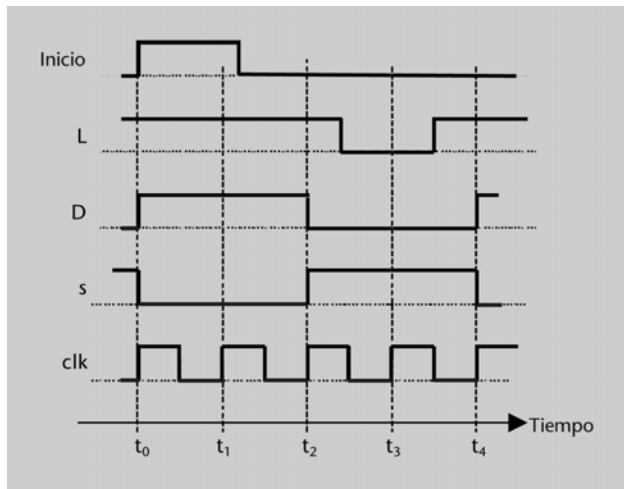 Inicio
L
D
s
clk
Tiempo
t₀ t₁ t₂ t₃ t₄